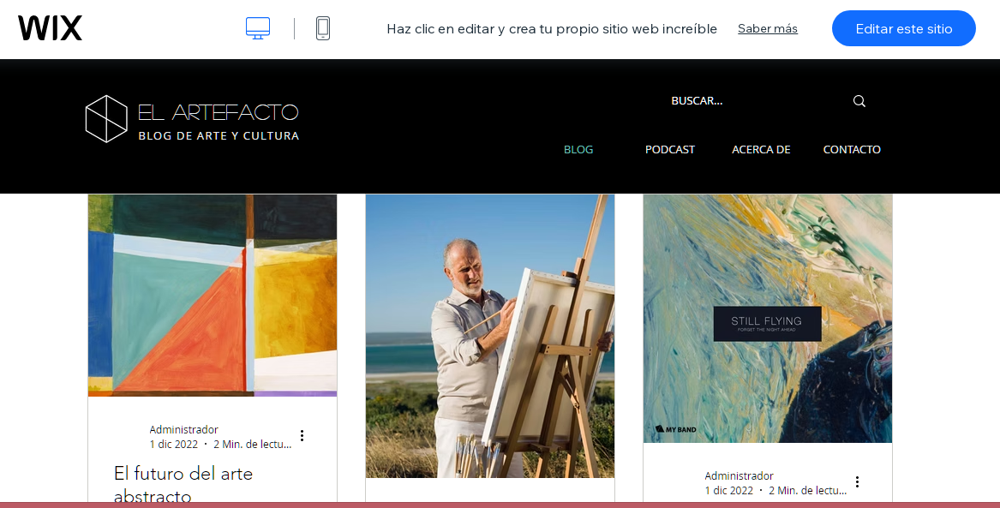 WIX
Haz clic en editar y crea tu propio sitio web increíble
Saber más
Editar este sitio
EL ARTEFACTO
BLOG DE ARTE Y CULTURA
BUSCAR...
BLOG
PODCAST
ACERCA DE
CONTACTO
STILL FLYING
FORGET THE NIGHT AHEAD
MY BAND
Administrador
1 dic 2022 · 2 Min. de lectu...
El futuro del arte
abstracto
Administrador
1 dic 2022 · 2 Min. de lectu...